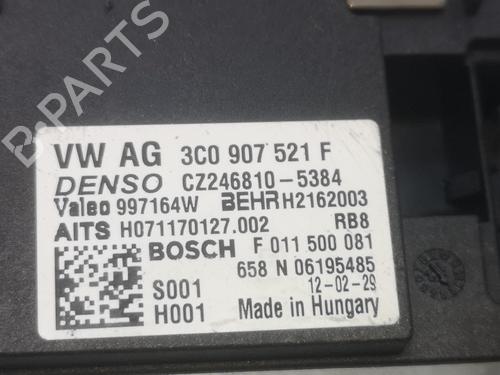 B-PARTS
VW AG 3C0 907 521 F
DENSO CZ246810-5384
Valeo 997164W BEHR H2162003
AITS H071170127.002 RB8
BOSCH F 011 500 081
658 N 06195485
S001 12-02-29
H001 Made in Hungary